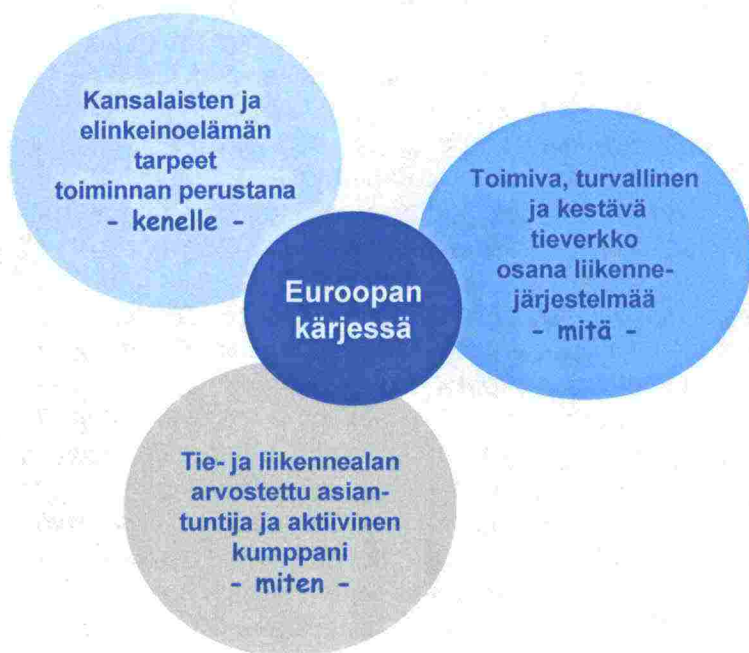 Kansalaisten ja
elinkeinoelämän
tarpeet
toiminnan perustana
- kenelle -
Toimiva, turvallinen
ja kestävä
tieverkko
osana liikenne-
järjestelmää
- mitä -
Euroopan
kärjessä
Tie- ja liikennealan
arvostettu asian-
tuntija ja aktiivinen
kumppani
- miten -